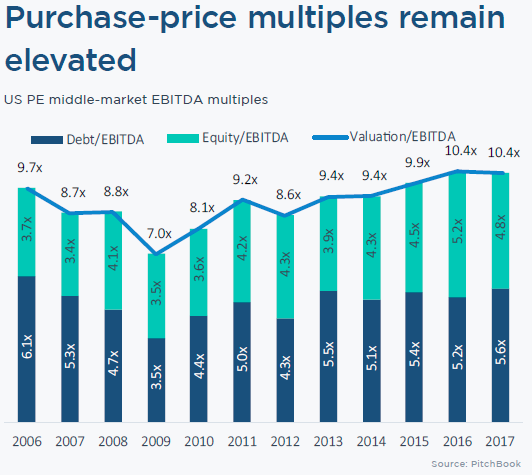 Purchase-price multiples remain
elevated
US PE middle-market EBITDA multiples
Debt/EBITDA Equity/EBITDA Valuation/EBITDA
9.7x 8.7x 8.8x 7.0x 8.1x 9.2x 8.6x 9.4x 9.4x 9.9x 10.4x 10.4x
3.7x 3.4x 4.1x 3.5x 3.6x 4.2x 4.3x 3.9x 4.3x 4.5x 5.2x 4.8x
6.1x 5.3x 4.7x 3.5x 4.4x 5.0x 4.3x 5.5x 5.1x 5.4x 5.2x 5.6x
2006 2007 2008 2009 2010 2011 2012 2013 2014 2015 2016 2017
Source: PitchBook